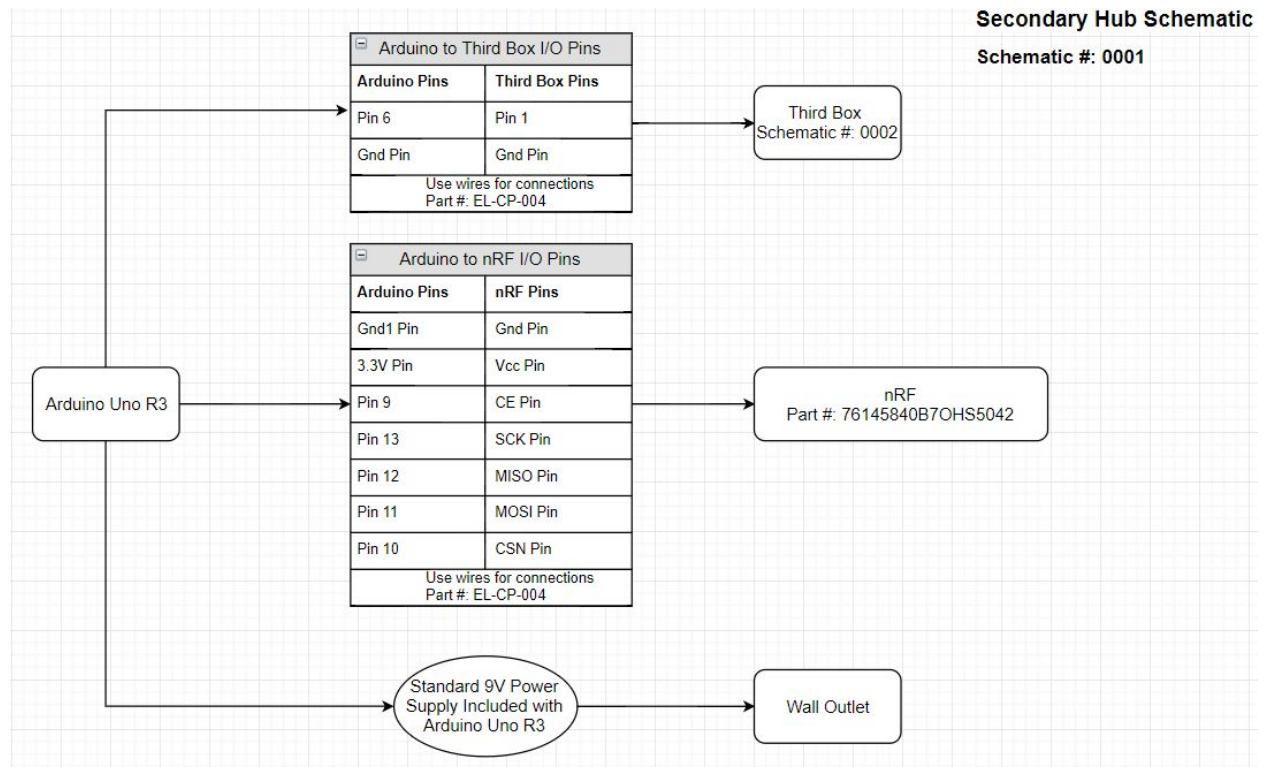 Secondary Hub Schematic
Schematic #: 0001
Arduino to Third Box I/O Pins
Arduino Pins Third Box Pins
Pin 6 Pin 1
Gnd Pin Gnd Pin
Use wires for connections
Part #: EL-CP-004
Third Box
Schematic #: 0002
Arduino to nRF I/O Pins
Arduino Pins nRF Pins
Gnd1 Pin Gnd Pin
3.3V Pin Vcc Pin
Pin 9 CE Pin
Pin 13 SCK Pin
Pin 12 MISO Pin
Pin 11 MOSI Pin
Pin 10 CSN Pin
Use wires for connections
Part #: EL-CP-004
Arduino Uno R3
nRF
Part #: 76145840B7OHS5042
Standard 9V Power
Supply Included with
Arduino Uno R3
Wall Outlet